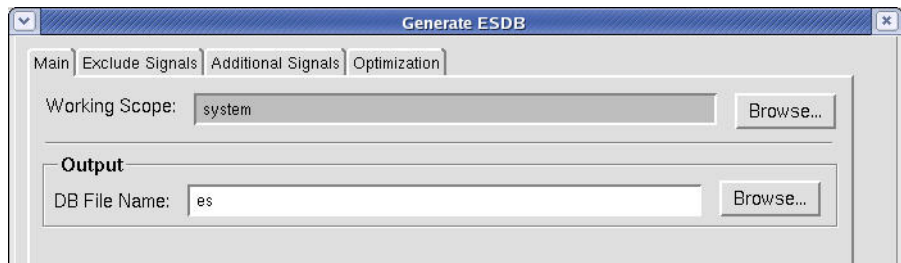 Generate ESDB
Main Exclude Signals Additional Signals Optimization
Working Scope: system Browse...
Output
DB File Name: es Browse...